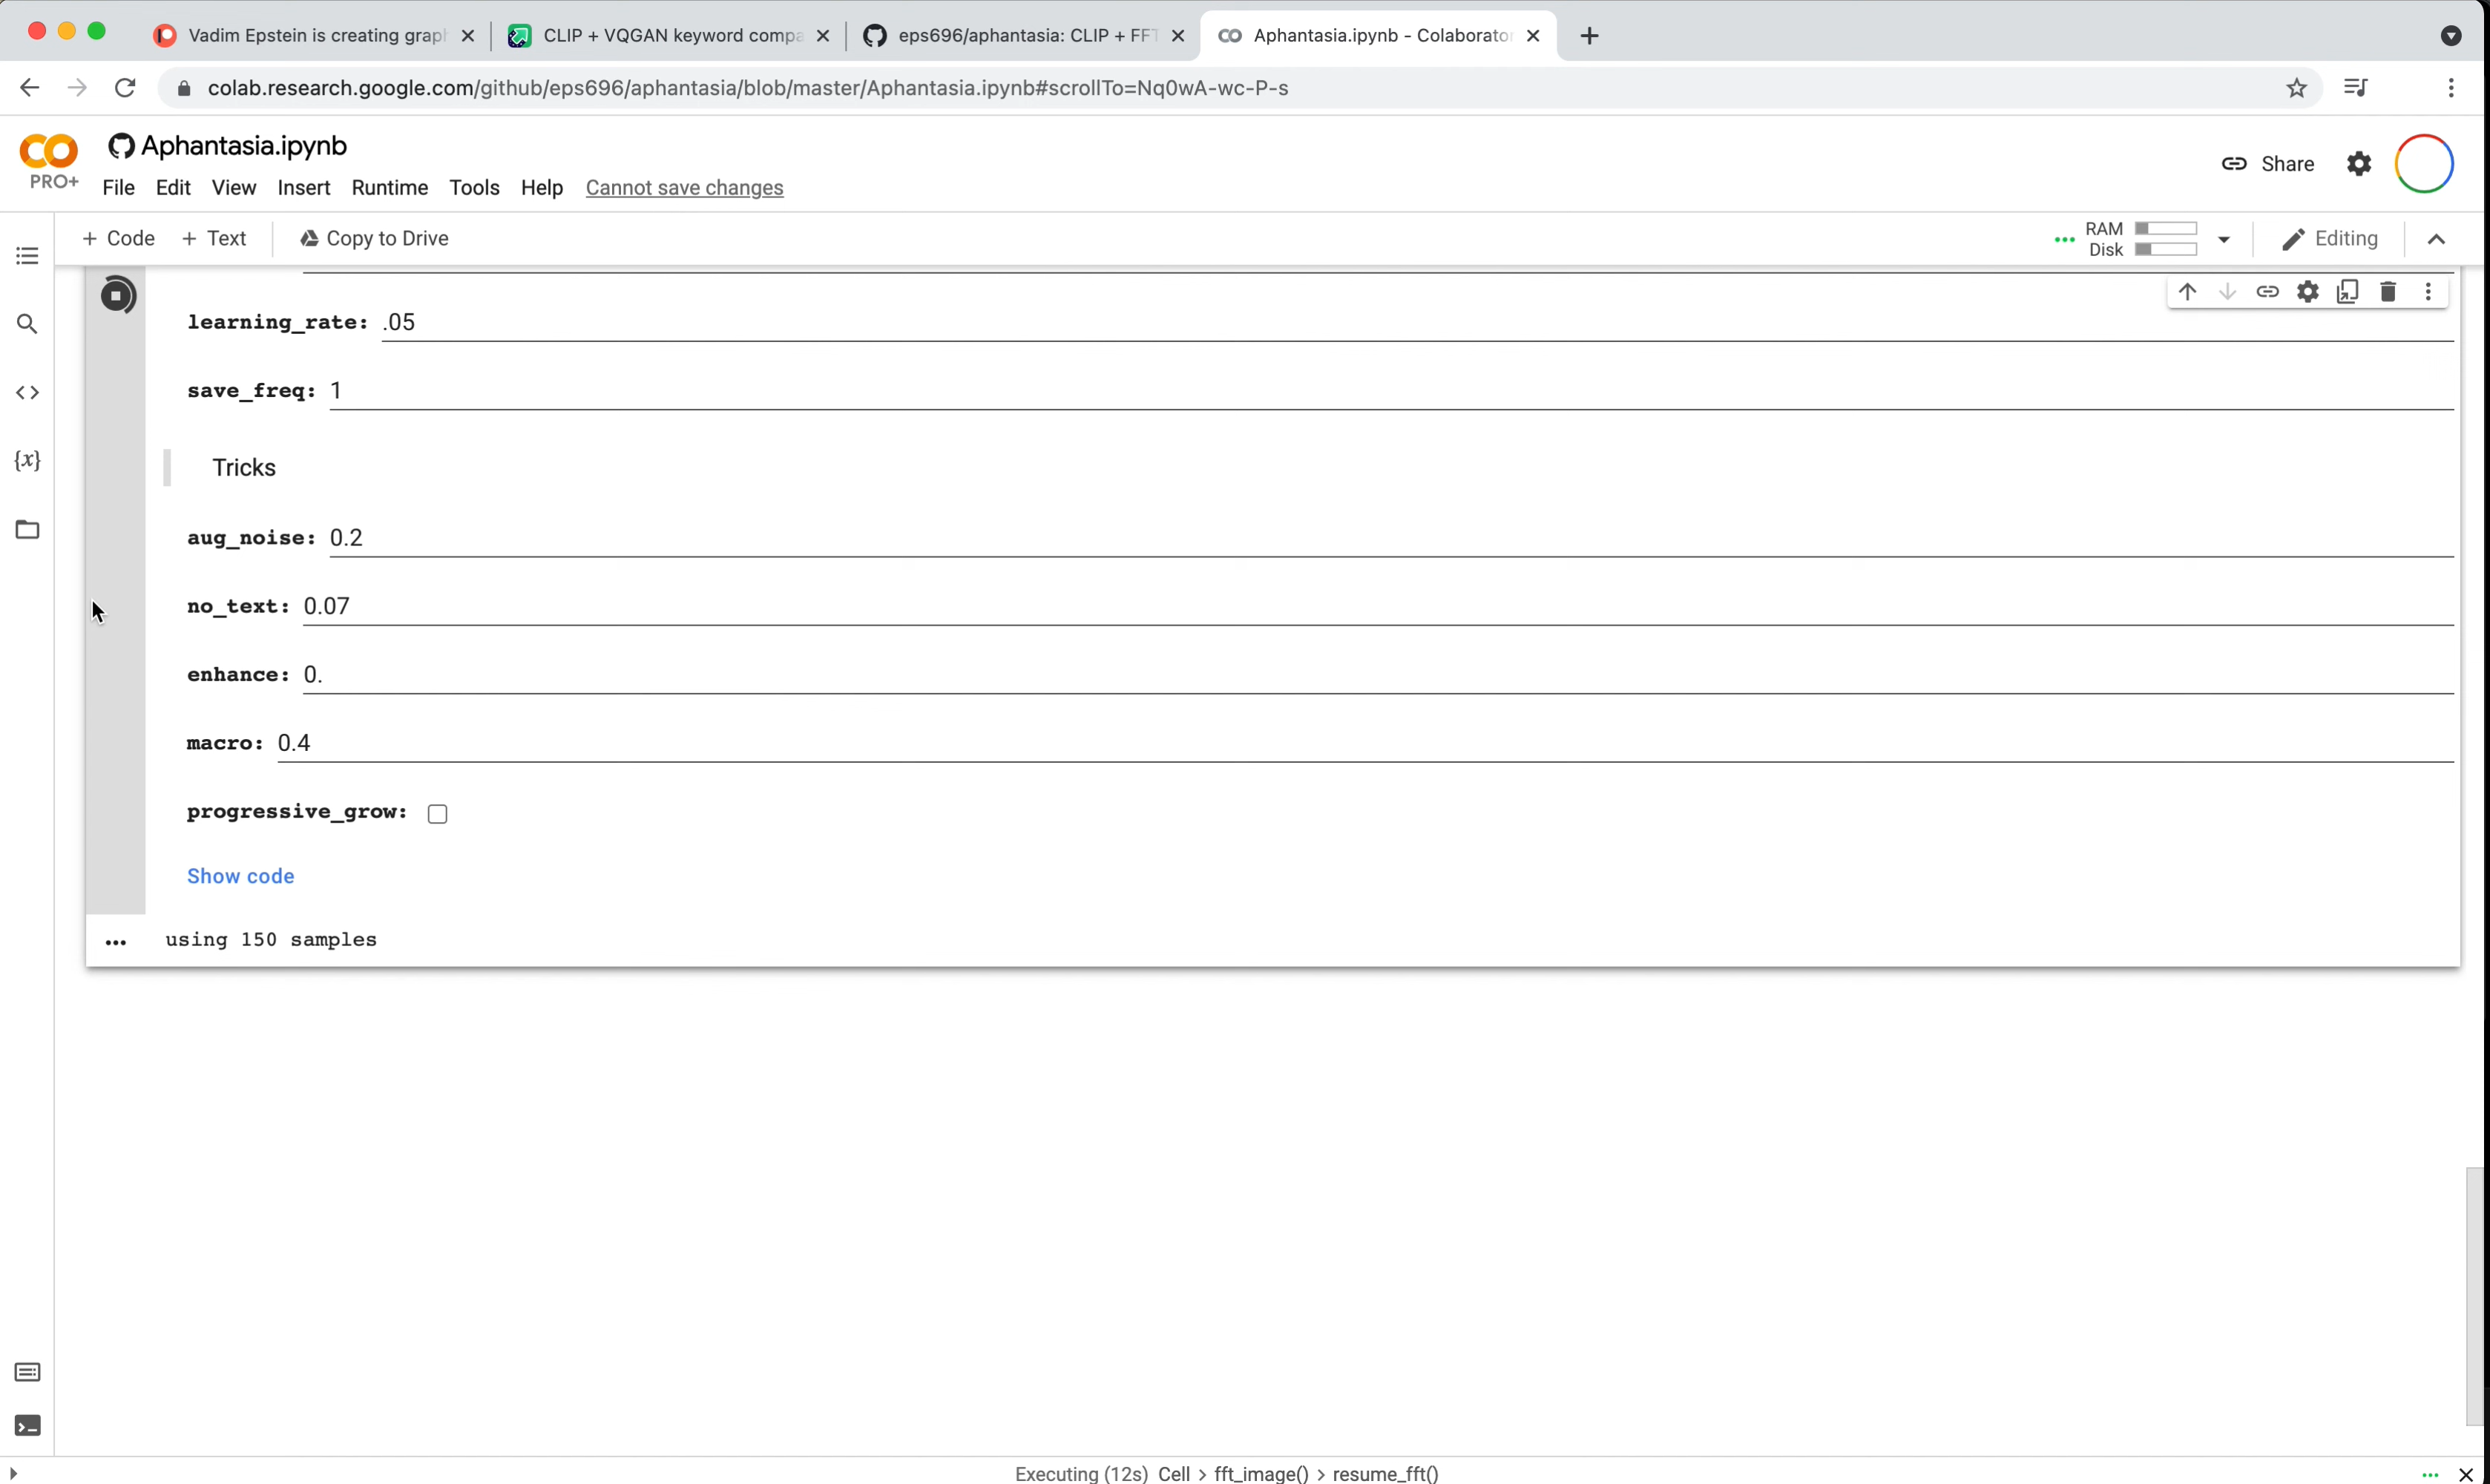 Vadim Epstein is creating grap
CLIP + VQGAN keyword compa
eps696/aphantasia: CLIP + FFT
Aphantasia.ipynb - Colaborator
colab.research.google.com/github/eps696/aphantasia/blob/master/Aphantasia.ipynb#scrollTo=Nq0wA-wc-P-s
Aphantasia.ipynb
PRO+
File Edit View Insert Runtime Tools Help Cannot save changes
Share
+ Code + Text Copy to Drive
RAM
Disk
Editing
learning_rate: .05
save_freq: 1
{x}
Tricks
aug_noise: 0.2
no_text: 0.07
enhance: 0.
macro: 0.4
progressive_grow:
Show code
using 150 samples
Executing (12s) Cell > fft_image() > resume_fft()